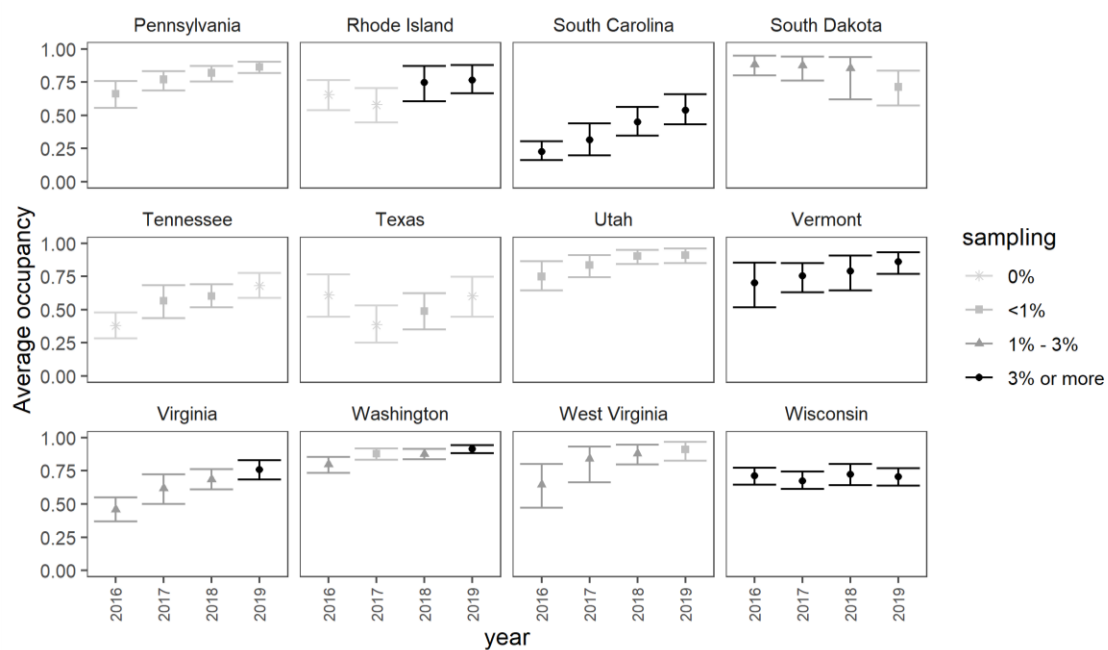 Pennsylvania Rhode Island South Carolina South Dakota
1.00
0.75
0.50
0.25
0.00
Tennessee Texas Utah Vermont
1.00
0.75
0.50
0.25
0.00
Virginia Washington West Virginia Wisconsin
1.00
0.75
0.50
0.25
0.00
Average occupancy
2016 2017 2018 2019 2016 2017 2018 2019 2016 2017 2018 2019 2016 2017 2018 2019
year
sampling
0%
<1%
1% - 3%
3% or more